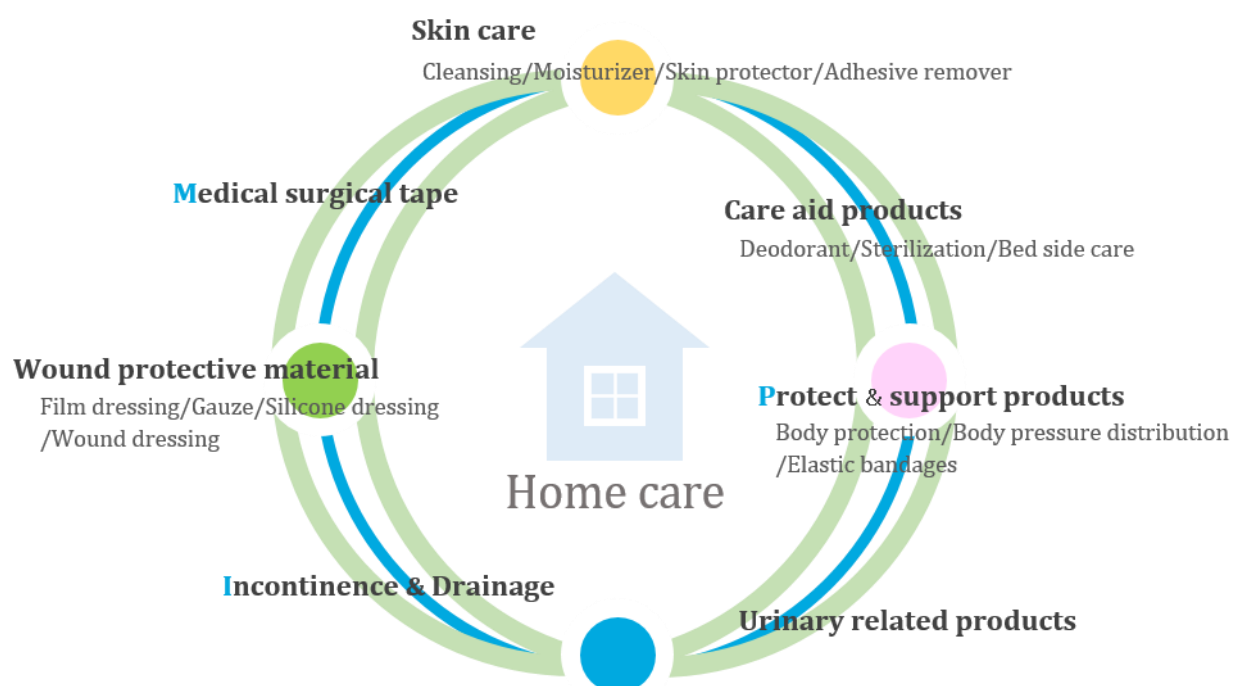 Skin care
Cleansing/Moisturizer/Skin protector/Adhesive remover
Medical surgical tape
Care aid products
Deodorant/Sterilization/Bed side care
Wound protective material
Film dressing/Gauze/Silicone dressing
/Wound dressing
Protect & support products
Body protection/Body pressure distribution
/Elastic bandages
Home care
Incontinence & Drainage
Urinary related products